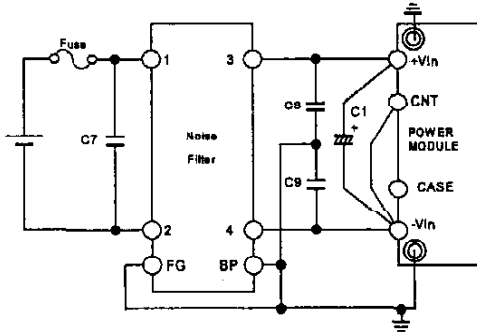 Fuse
1
3
+Vin
C8
C1
+
CNT
C7
Noise
Filter
POWER
MODULE
C9
CASE
2
4
-Vin
FG
BP